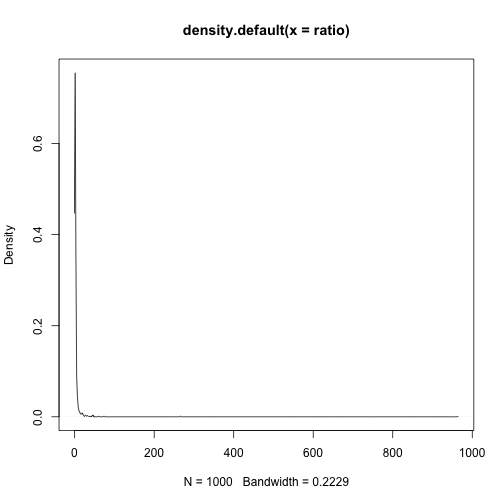 density.default(x = ratio)
Density
0.6
0.4
0.2
0.0
0 200 400 600 800 1000
N = 1000 Bandwidth = 0.2229